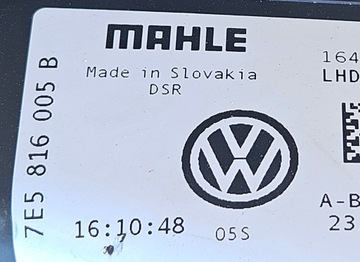 MAHLE
Made in Slovakia
DSR
7E5 816 005 B
164
LHD
A-B
23
16:10:48
05S